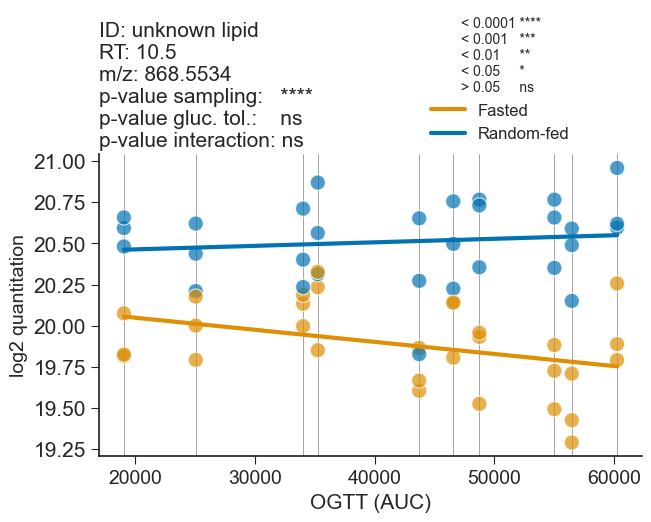 ID: unknown lipid
RT: 10.5
m/z: 868.5534
p-value sampling: ****
p-value gluc. tol.: ns
p-value interaction: ns
< 0.0001 ****
< 0.001 ***
< 0.01 **
< 0.05 *
> 0.05 ns
Fasted
Random-fed
log2 quantitation
21.00
20.75
20.50
20.25
20.00
19.75
19.50
19.25
20000 30000 40000 50000 60000
OGTT (AUC)